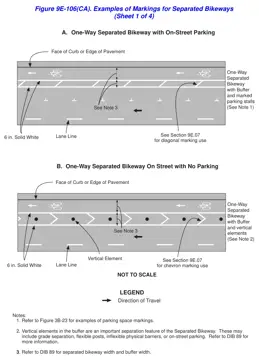 Figure 9E-106(CA). Examples of Markings for Separated Bikeways
(Sheet 1 of 4)
A. One-Way Separated Bikeway with On-Street Parking
Face of Curb or Edge of Pavement
One-Way
Separated
Bikeway
with Buffer
and marked
parking stalls
(See Note 1)
See Note 3
6 in. Solid White
Lane Line
See Section 9E.07
for diagonal marking use
B. One-Way Separated Bikeway On Street with No Parking
Face of Curb or Edge of Pavement
One-Way
Separated
Bikeway
with Buffer
and vertical
elements
(See Note 2)
See Note 3
Vertical Element
6 in. Solid White
Lane Line
See Section 9E.07
for chevron marking use
NOT TO SCALE
LEGEND
Direction of Travel
Notes:
1. Refer to Figure 3B-23 for examples of parking space markings.
2. Vertical elements in the buffer are an important separation feature of the Separated Bikeway. These may
include grade separation, flexible posts, inflexible physical barriers, or on-street parking. Refer to DIB 89 for
more information.
3. Refer to DIB 89 for separated bikeway width and buffer width.